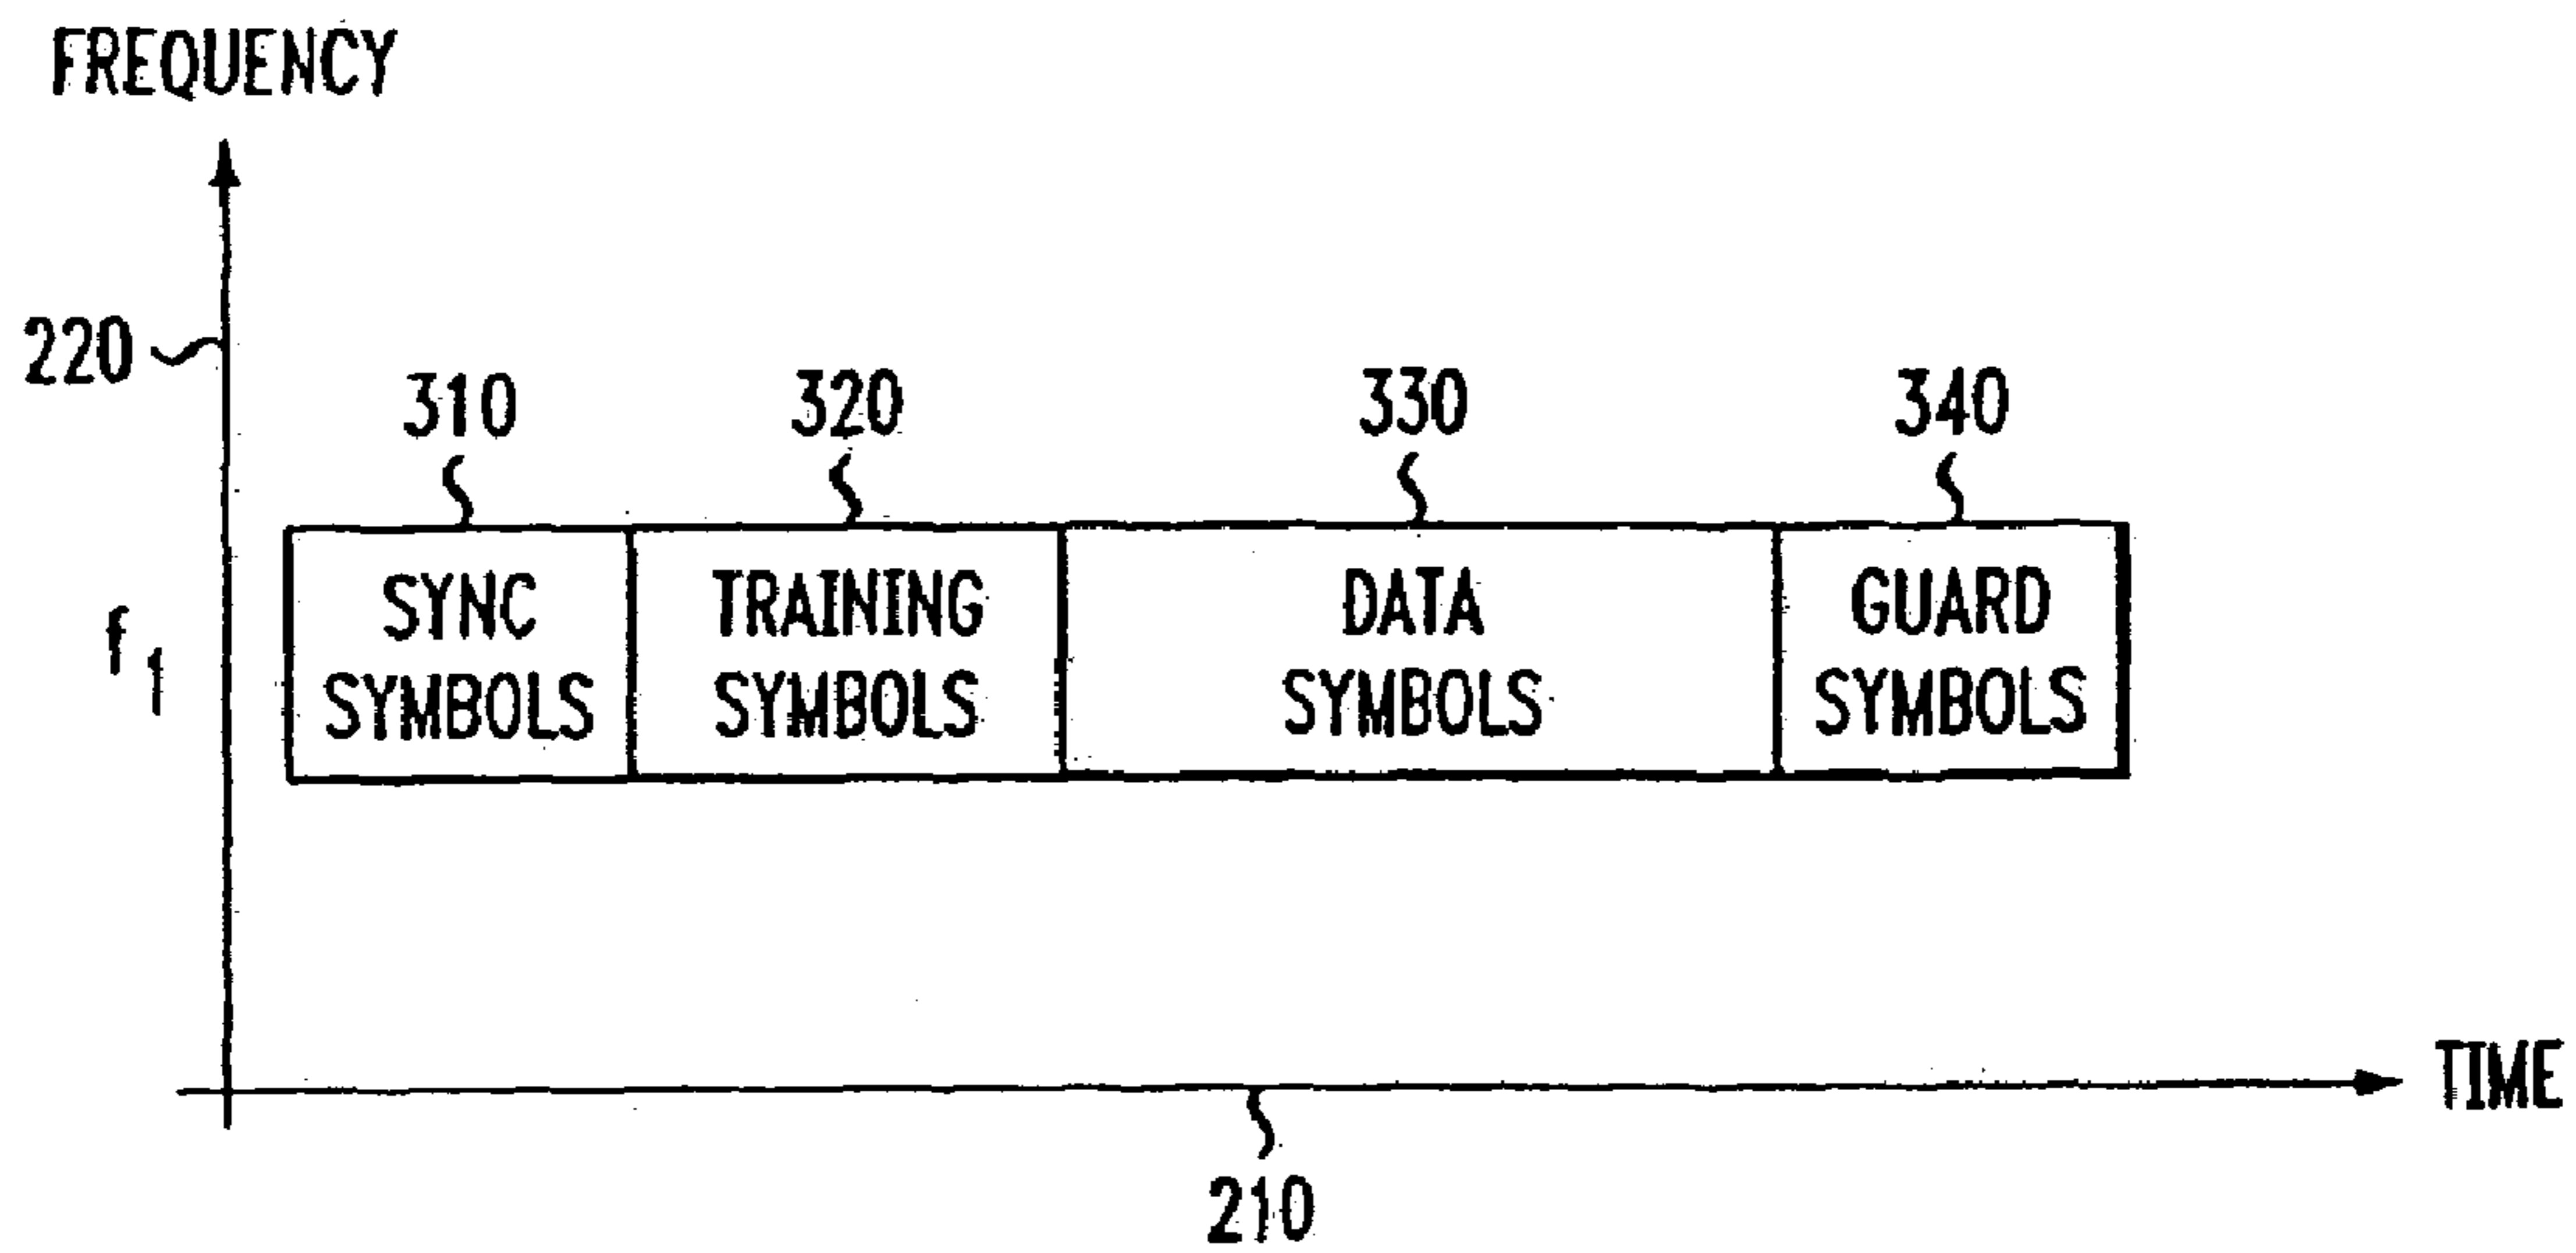 FREQUENCY
220
310
320
330
340
f1
SYNC
SYMBOLS
TRAINING
SYMBOLS
DATA
SYMBOLS
GUARD
SYMBOLS
TIME
210